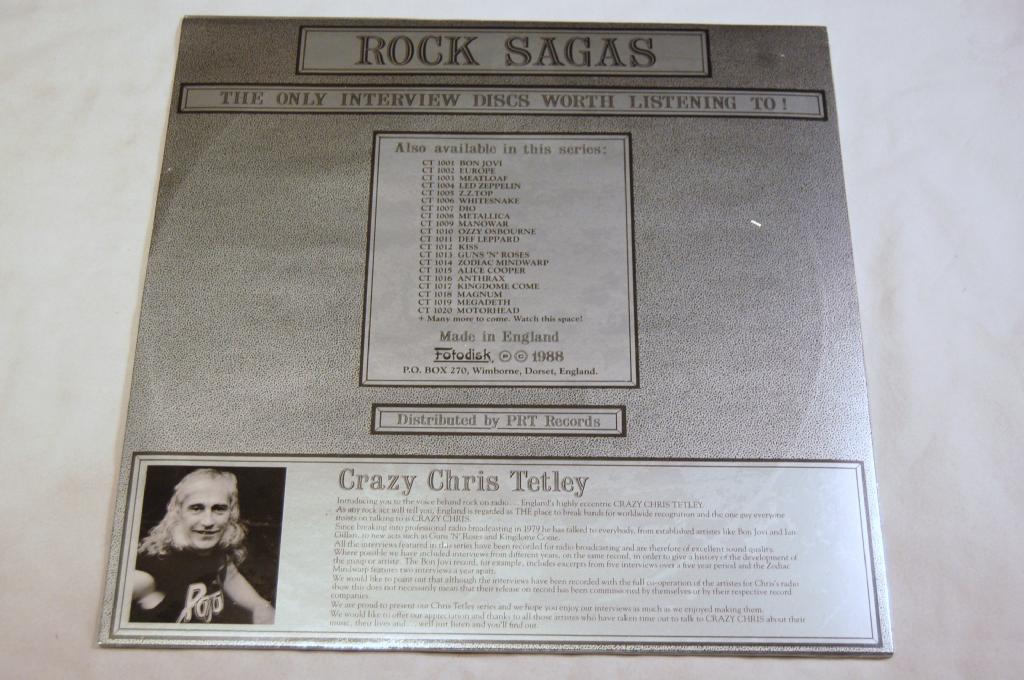 ROCK SAGAS
THE ONLY INTERVIEW DISCS WORTH LISTENING TO!
Also available in this series:
CT 1001 BON JOVI
CT 1002 EUROPE
CT 1003 MEATLOAF
CT 1004 LED ZEPPELIN
CT 1005 Z.Z.TOP
CT 1006 WHITESNAKE
CT 1007 DIO
CT 1008 METALLICA
CT 1009 MANOWAR
CT 1010 OZZY OSBOURNE
CT 1011 DEF LEPPARD
CT 1012 KISS
CT 1013 GUNS 'N' ROSES
CT 1014 ZODIAC MINDWARP
CT 1015 ALICE COOPER
CT 1016 ANTHRAX
CT 1017 KINGDOME COME
CT 1018 MAGNUM
CT 1019 MEGADETH
CT 1020 MOTORHEAD
+ Many more to come. Watch this space!
Made in England
Fotodisk, ℗ © 1988
P.O. BOX 270, Wimborne, Dorset, England.
Distributed by PRT Records
Crazy Chris Tetley
Introducing you to the voice behind rock on radio . . . England's highly eccentric CRAZY CHRIS TETLEY.
As any rock act will tell you, England is regarded as THE place to break bands for worldwide recognition and the one guy everyone
insists on talking to is CRAZY CHRIS.
Since breaking into professional radio broadcasting in 1979 he has talked to everybody, from established artistes like Bon Jovi and Ian
Gillan, to new acts such as Guns 'N' Roses and Kingdome Come.
All the interviews featured in this series have been recorded for radio broadcasting and are therefore of excellent sound quality.
Where possible we have included interviews from different years, on the same record, in order to give a history of the development of
the group or artiste. The Bon Jovi record, for example, includes excerpts from five interviews over a five year period and the Zodiac
Mindwarp features two interviews a year apart.
We would like to point out that although the interviews have been recorded with the full co-operation of the artistes for Chris's radio
show this does not necessarily mean that their release on record has been commissioned by themselves or by their respective record
companies.
We are proud to present our Chris Tetley series and we hope you enjoy our interviews as much as we enjoyed making them.
We would like to offer our appreciation and thanks to all those artistes who have taken time out to talk to CRAZY CHRIS about their
music, their lives and . . . well just listen and you'll find out.